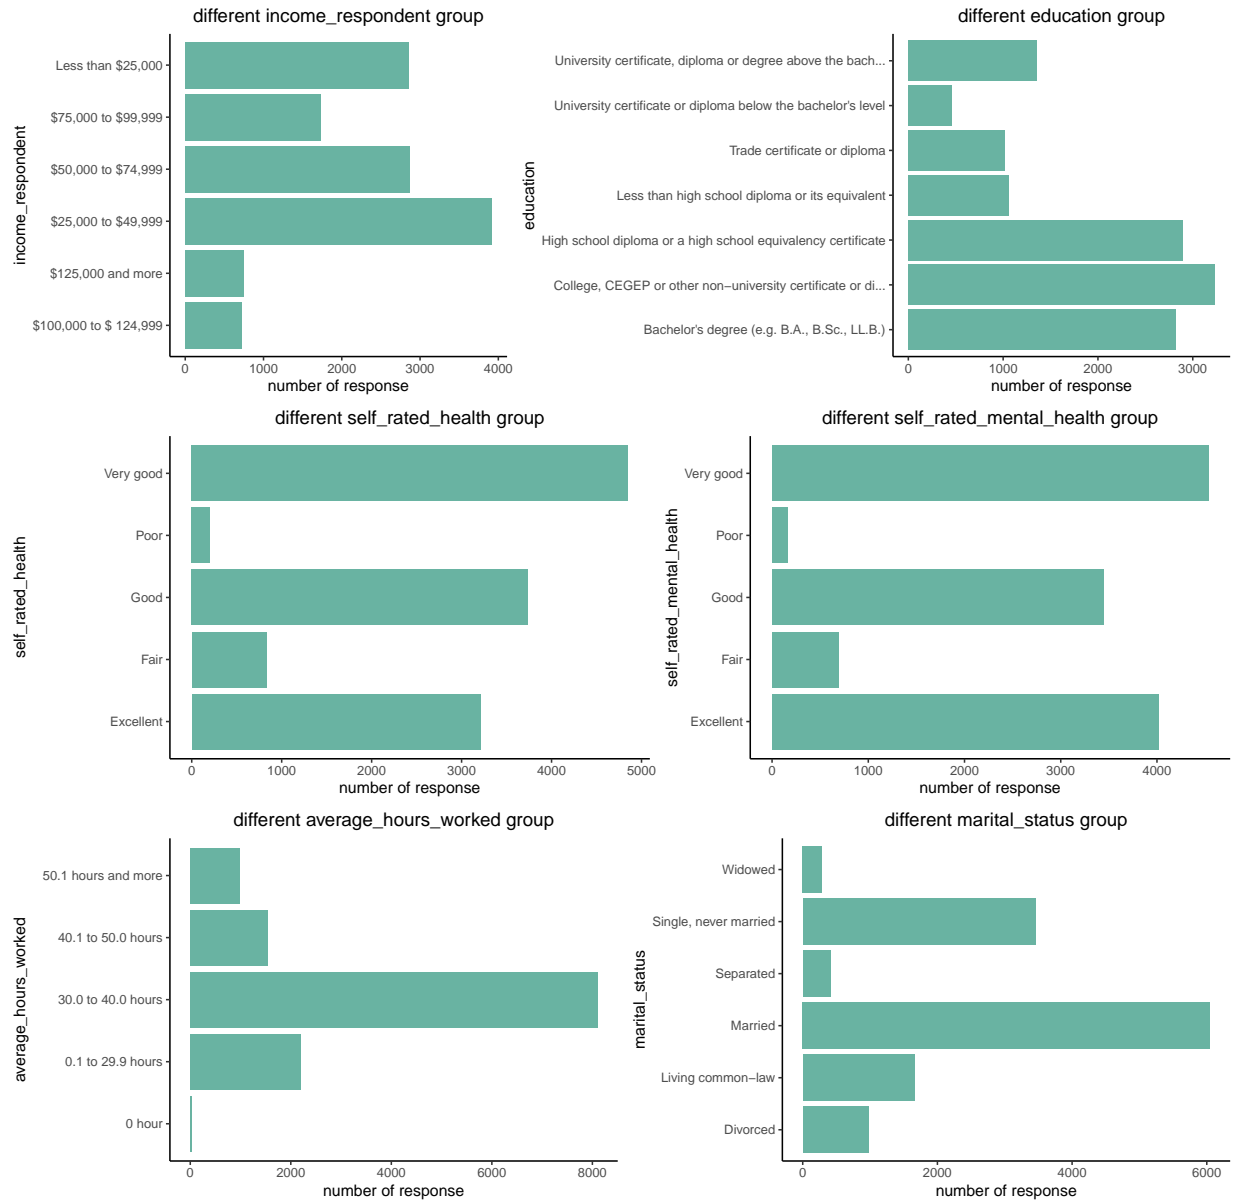 different income_respondent group
income_respondent
Less than $25,000
$75,000 to $99,999
$50,000 to $74,999
$25,000 to $49,999
$125,000 and more
$100,000 to $ 124,999
0 1000 2000 3000 4000
number of response
different education group
education
University certificate, diploma or degree above the bach...
University certificate or diploma below the bachelor's level
Trade certificate or diploma
Less than high school diploma or its equivalent
High school diploma or a high school equivalency certificate
College, CEGEP or other non−university certificate or di...
Bachelor's degree (e.g. B.A., B.Sc., LL.B.)
0 1000 2000 3000
number of response
different self_rated_health group
self_rated_health
Very good
Poor
Good
Fair
Excellent
0 1000 2000 3000 4000 5000
number of response
different self_rated_mental_health group
self_rated_mental_health
Very good
Poor
Good
Fair
Excellent
0 1000 2000 3000 4000
number of response
different average_hours_worked group
average_hours_worked
50.1 hours and more
40.1 to 50.0 hours
30.0 to 40.0 hours
0.1 to 29.9 hours
0 hour
0 2000 4000 6000 8000
number of response
different marital_status group
marital_status
Widowed
Single, never married
Separated
Married
Living common−law
Divorced
0 2000 4000 6000
number of response